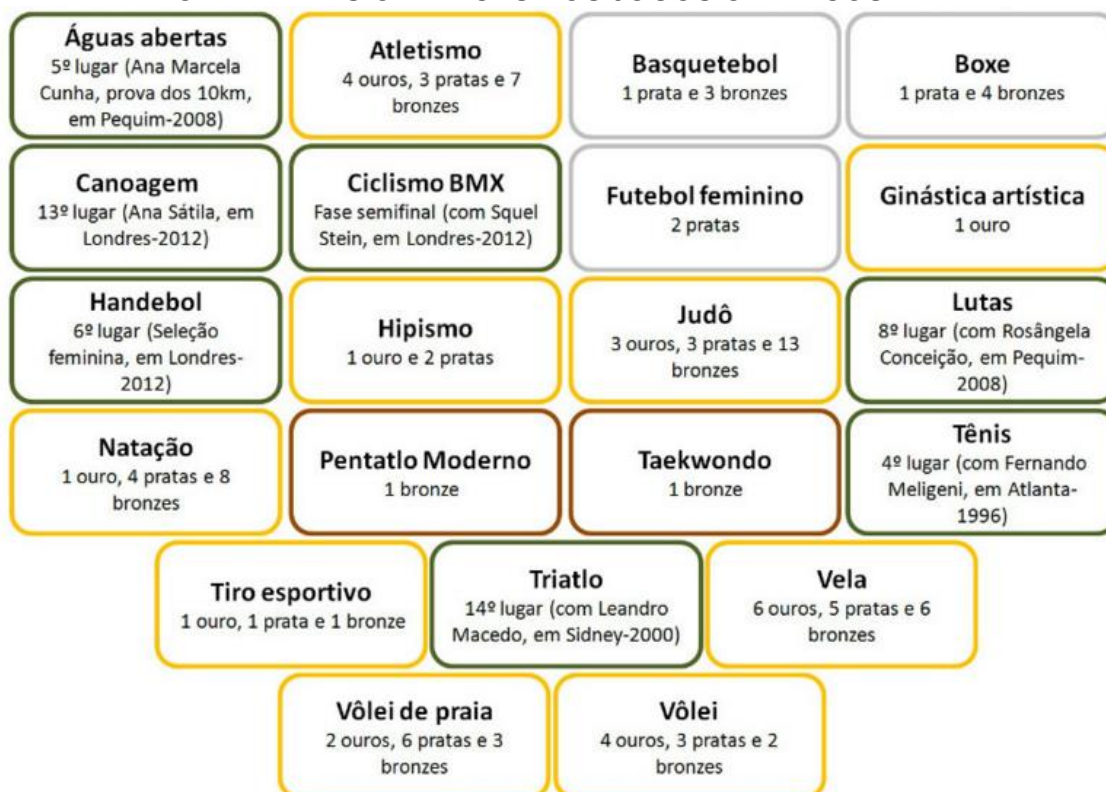 Águas abertas
5º lugar (Ana Marcela
Cunha, prova dos 10km,
em Pequim-2008)
Atletismo
4 ouros, 3 pratas e 7
bronzes
Basquetebol
1 prata e 3 bronzes
Boxe
1 prata e 4 bronzes
Canoagem
13º lugar (Ana Sátila, em
Londres-2012)
Ciclismo BMX
Fase semifinal (com Squel
Stein, em Londres-2012)
Futebol feminino
2 pratas
Ginástica artística
1 ouro
Handebol
6º lugar (Seleção
feminina, em Londres-
2012)
Hipismo
1 ouro e 2 pratas
Judô
3 ouros, 3 pratas e 13
bronzes
Lutas
8º lugar (com Rosângela
Conceição, em Pequim-
2008)
Natação
1 ouro, 4 pratas e 8
bronzes
Pentatlo Moderno
1 bronze
Taekwondo
1 bronze
Tênis
4º lugar (com Fernando
Meligeni, em Atlanta-
1996)
Tiro esportivo
1 ouro, 1 prata e 1 bronze
Triatlo
14º lugar (com Leandro
Macedo, em Sidney-2000)
Vela
6 ouros, 5 pratas e 6
bronzes
Vôlei de praia
2 ouros, 6 pratas e 3
bronzes
Vôlei
4 ouros, 3 pratas e 2
bronzes